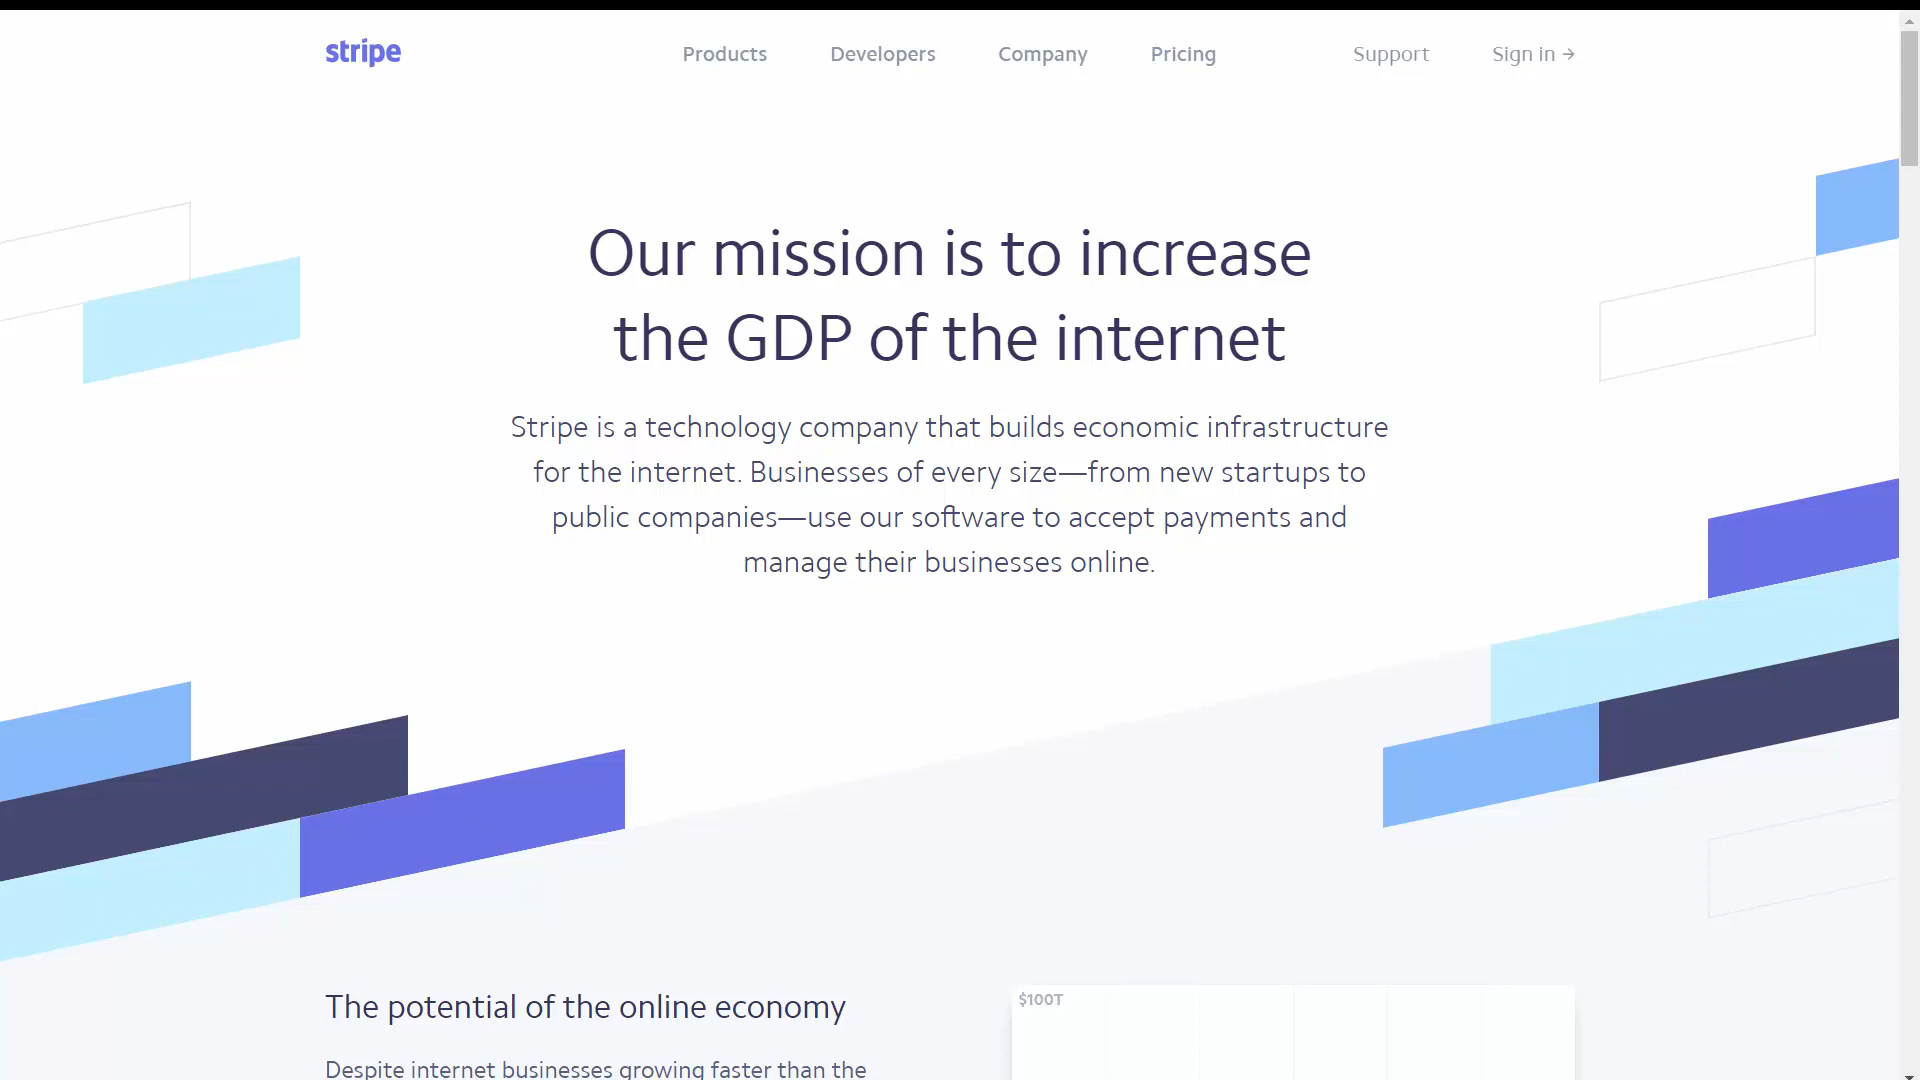 stripe
Products Developers Company Pricing Support Sign in →
Our mission is to increase
the GDP of the internet
Stripe is a technology company that builds economic infrastructure
for the internet. Businesses of every size—from new startups to
public companies—use our software to accept payments and
manage their businesses online.
The potential of the online economy
$100T
Despite internet businesses growing faster than the